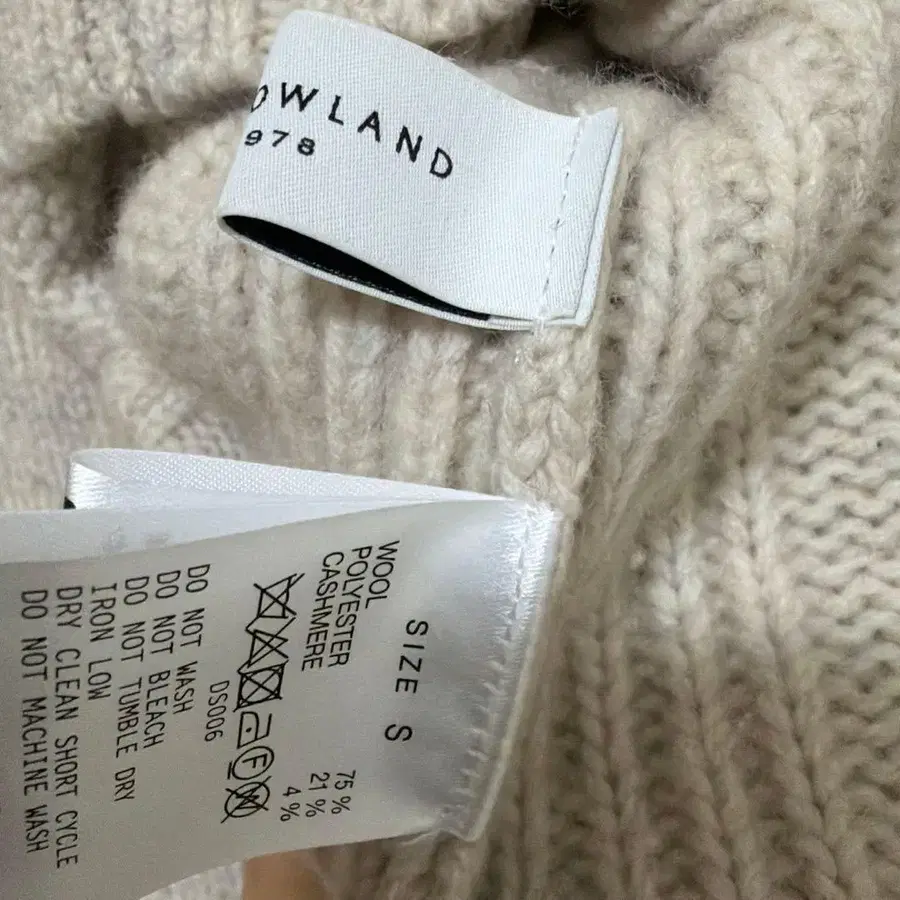 OWLAND
978
SIZE S
WOOL 75%
POLYESTER 21%
CASHMERE 4%
DS006
DO NOT WASH
DO NOT BLEACH
DO NOT TUMBLE DRY
IRON LOW
DRY CLEAN SHORT CYCLE
DO NOT MACHINE WASH